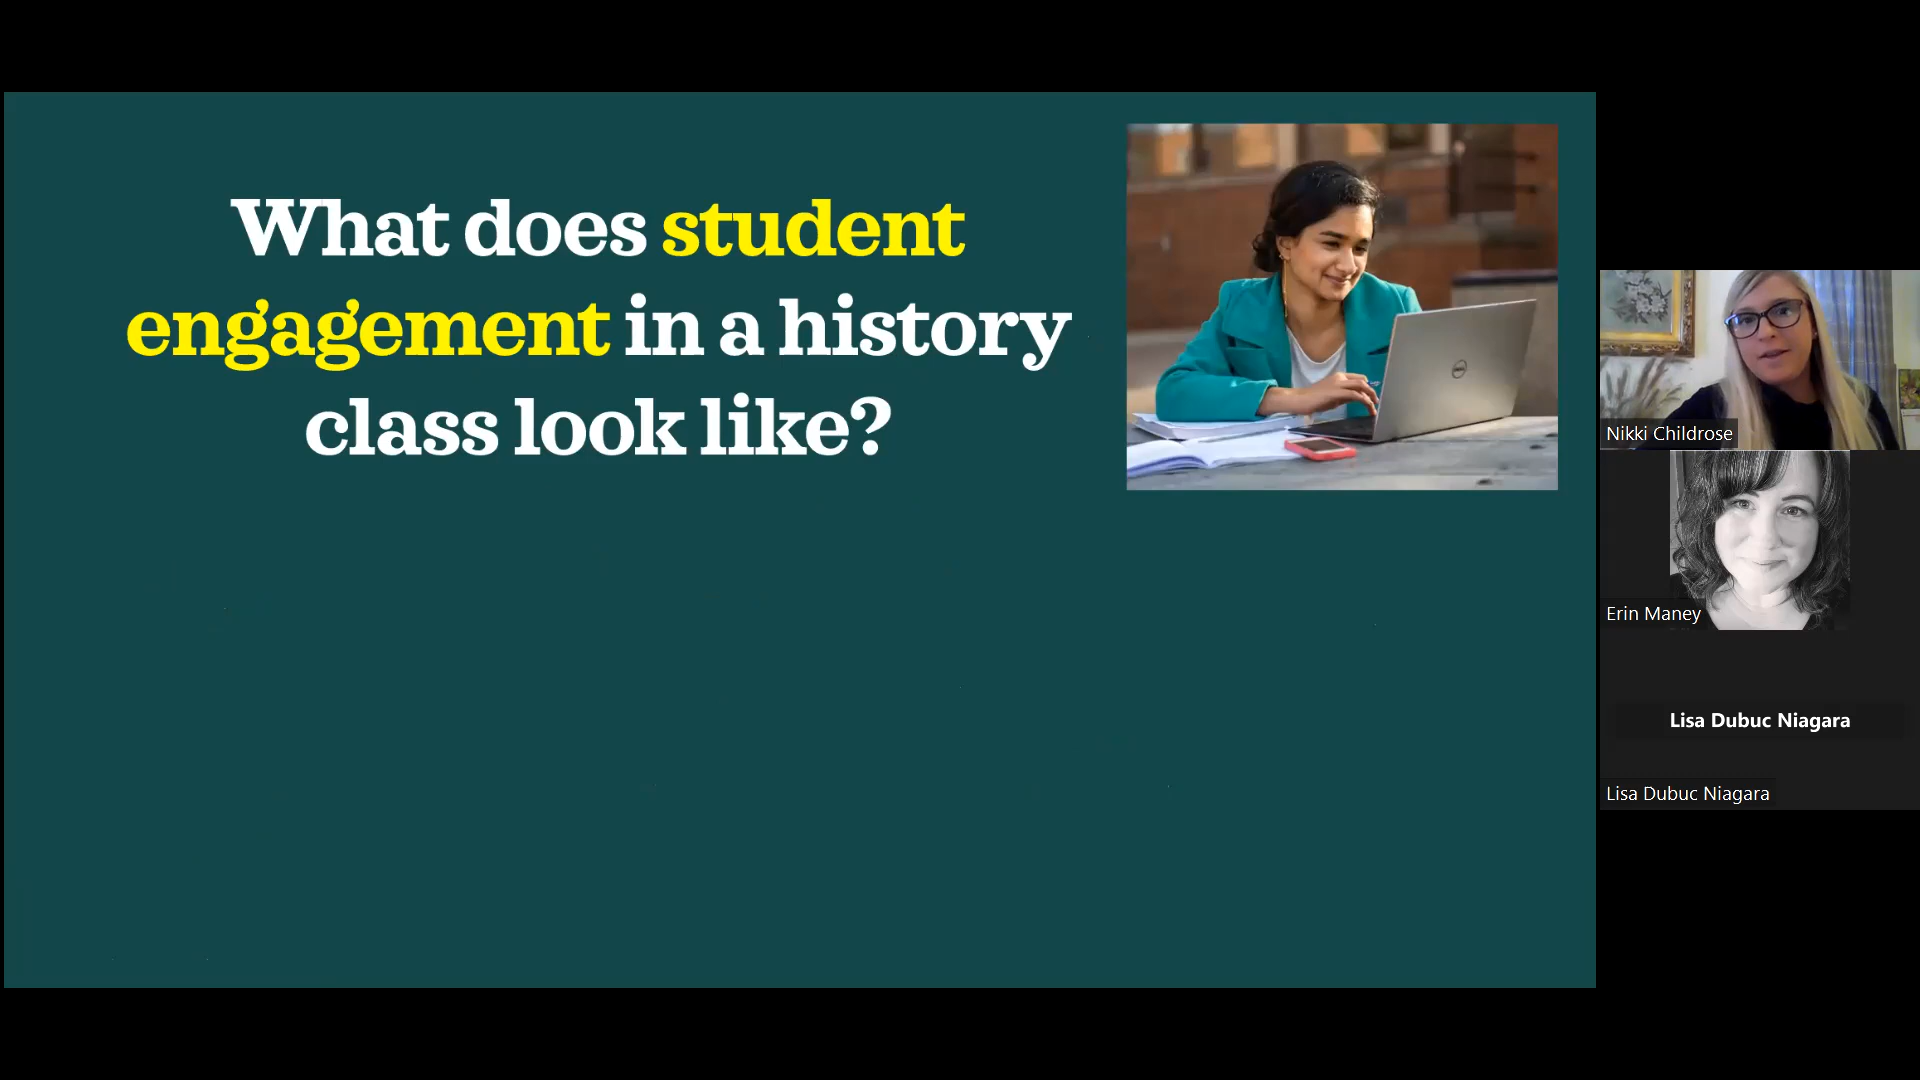 What does student
engagement in a history
class look like?
DELL
Nikki Childrose
Erin Maney
Lisa Dubuc Niagara
Lisa Dubuc Niagara